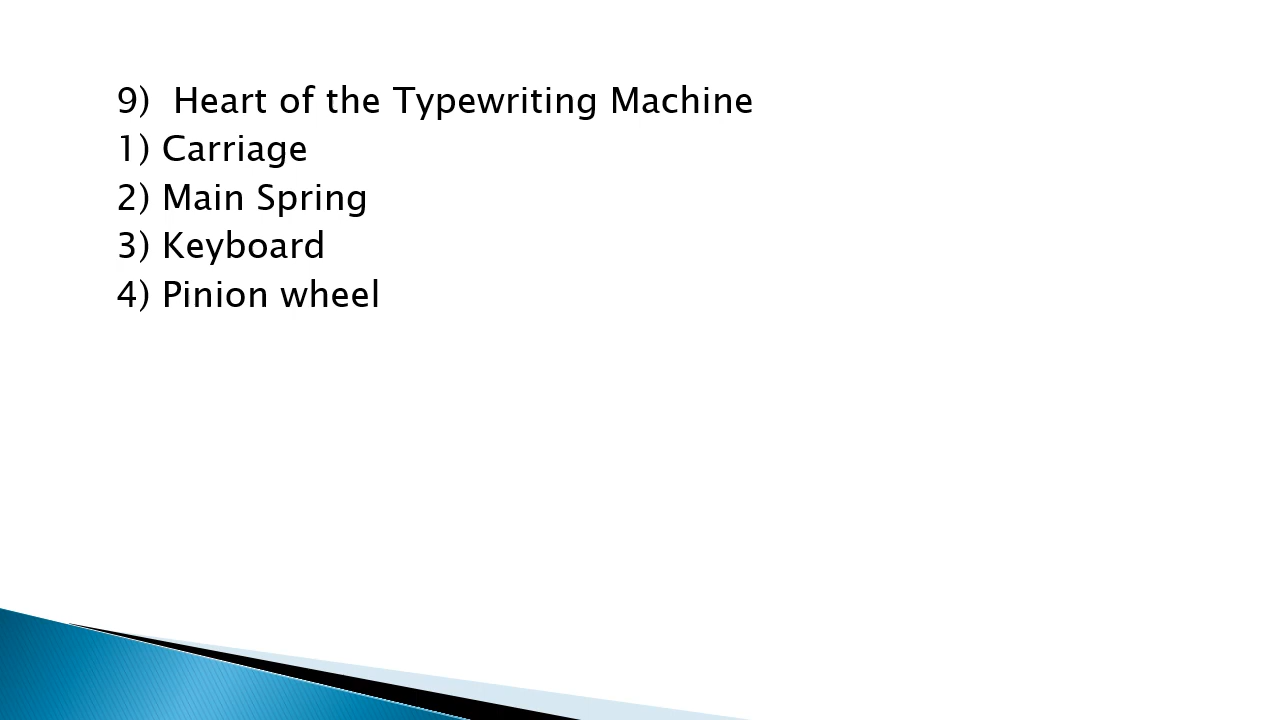 9)  Heart of the Typewriting Machine
1) Carriage
2) Main Spring
3) Keyboard
4) Pinion wheel